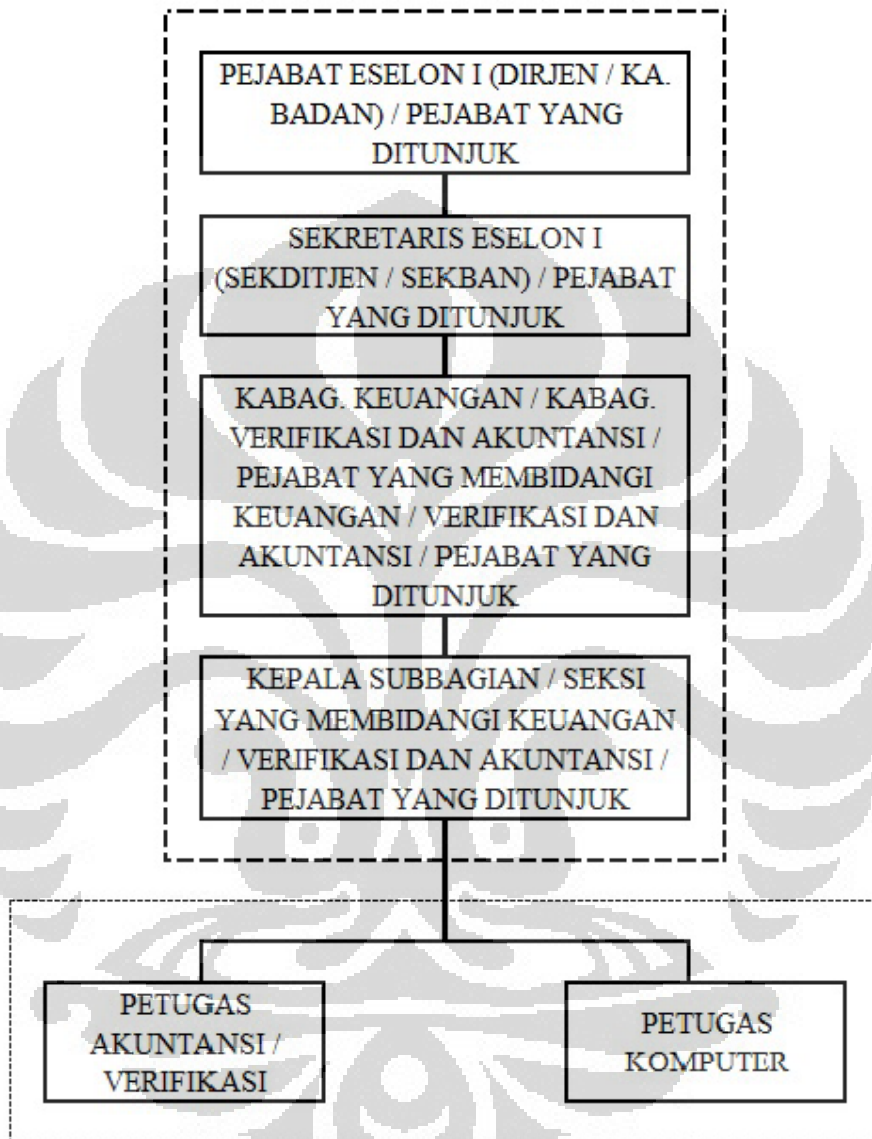 PEJABAT ESELON I (DIRJEN / KA.
BADAN) / PEJABAT YANG
DITUNJUK
SEKRETARIS ESELON I
(SEKDITJEN / SEKBAN) / PEJABAT
YANG DITUNJUK
KABAG. KEUANGAN / KABAG.
VERIFIKASI DAN AKUNTANSI /
PEJABAT YANG MEMBIDANGI
KEUANGAN / VERIFIKASI DAN
AKUNTANSI / PEJABAT YANG
DITUNJUK
KEPALA SUBBAGIAN / SEKSI
YANG MEMBIDANGI KEUANGAN
/ VERIFIKASI DAN AKUNTANSI /
PEJABAT YANG DITUNJUK
PETUGAS
AKUNTANSI /
VERIFIKASI
PETUGAS
KOMPUTER